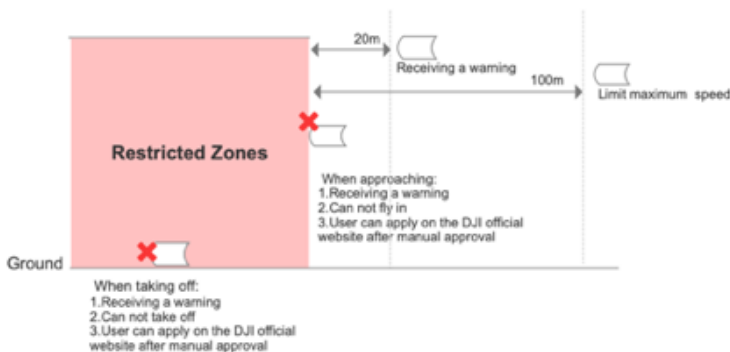 20m
Receiving a warning
100m
Limit maximum speed
Restricted Zones
When approaching:
1.Receiving a warning
2.Can not fly in
3.User can apply on the DJI official
website after manual approval
Ground
When taking off:
1.Receiving a warning
2.Can not take off
3.User can apply on the DJI official
website after manual approval